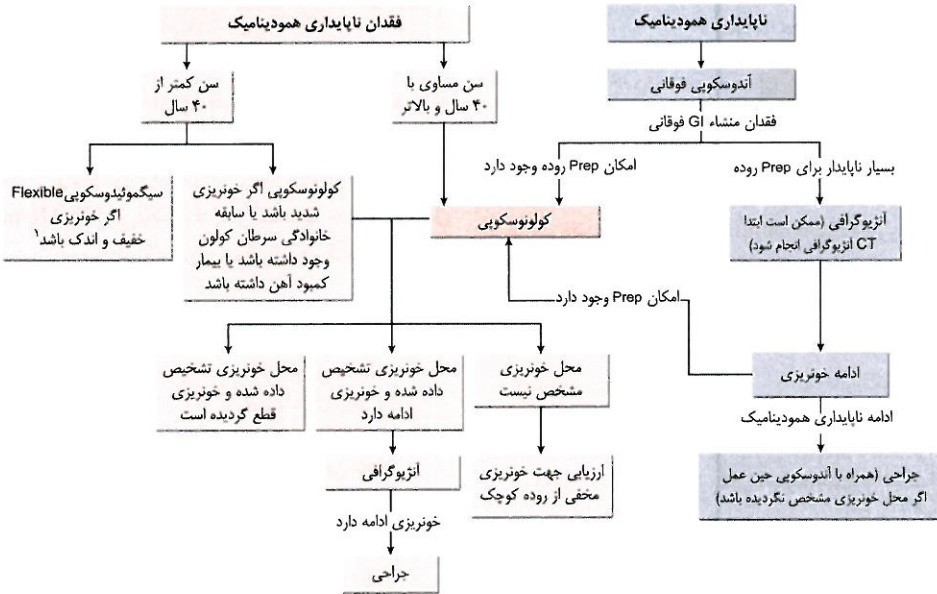 ناپایداری همودینامیک
آندوسکوپی فوقانی
فقدان منشاء GI فوقانی
بسیار ناپایدار برای Prep روده
امکان Prep روده وجود دارد
آنژیوگرافی (ممکن است ابتدا
CT آنژیوگرافی انجام شود)
امکان Prep وجود دارد
ادامه خونریزی
ادامه ناپایداری همودینامیک
جراحی (همراه با آندوسکوپی حین عمل
اگر محل خونریزی مشخص نگردیده باشد)
فقدان ناپایداری همودینامیک
سن مساوی با
۴۰ سال و بالاتر
سن کمتر از
۴۰ سال
کولونوسکوپی
کولونوسکوپی اگر خونریزی
شدید باشد یا سابقه
خانوادگی سرطان کولون
وجود داشته باشد یا بیمار
کمبود آهن داشته باشد
سیگموئیدوسکوپی Flexible
اگر خونریزی
خفیف و اندک باشد۱
محل خونریزی
مشخص نیست
محل خونریزی تشخیص
داده شده و خونریزی
ادامه دارد
محل خونریزی تشخیص
داده شده و خونریزی
قطع گردیده است
ارزیابی جهت خونریزی
مخفی از روده کوچک
آنژیوگرافی
خونریزی ادامه دارد
جراحی